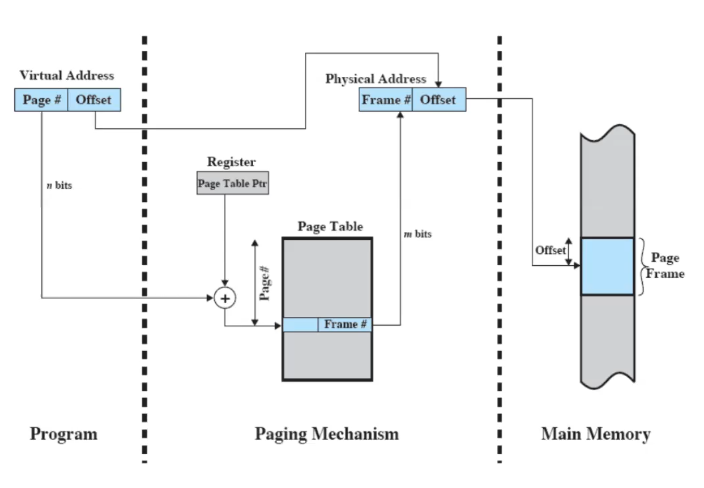 Virtual Address
Page # Offset
Physical Address
Frame # Offset
n bits
Register
Page Table Ptr
Page Table
m bits
Page#
+
Frame #
Offset
Page
Frame
Program
Paging Mechanism
Main Memory